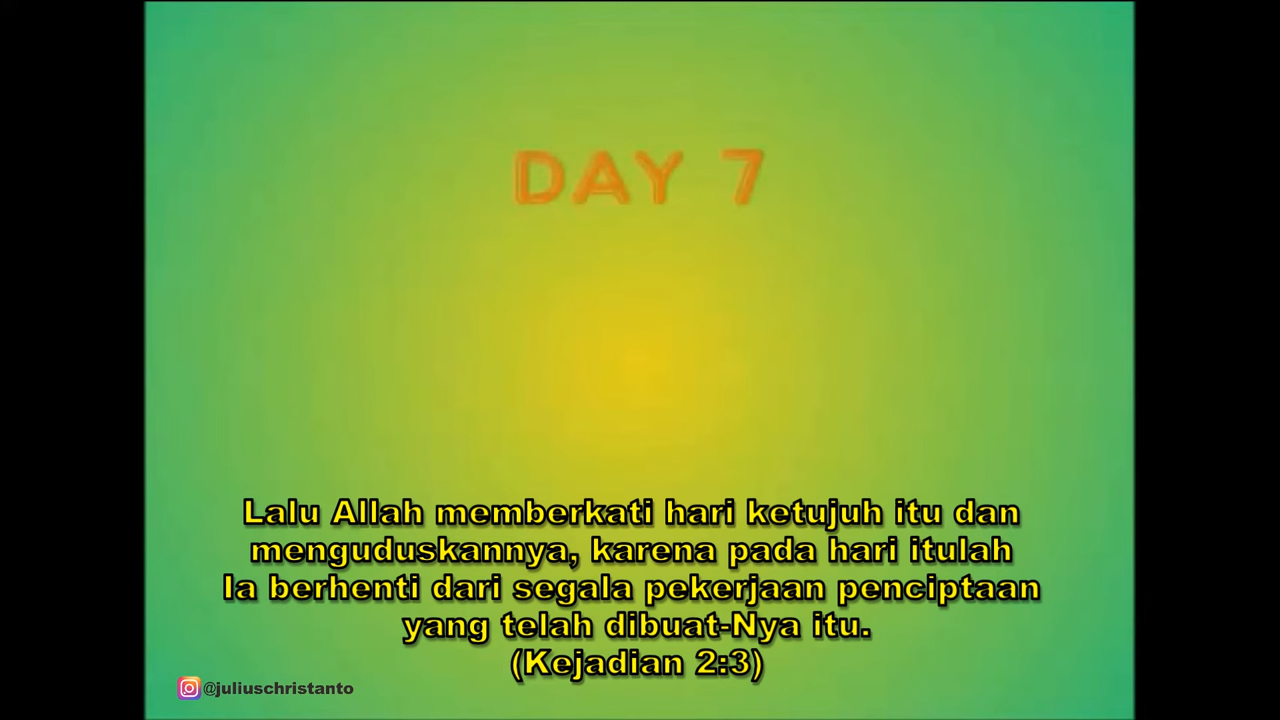 DAY 7
Lalu Allah memberkati hari ketujuh itu dan
menguduskannya, karena pada hari itulah
Ia berhenti dari segala pekerjaan penciptaan
yang telah dibuat-Nya itu.
(Kejadian 2:3)
@juliuschristanto